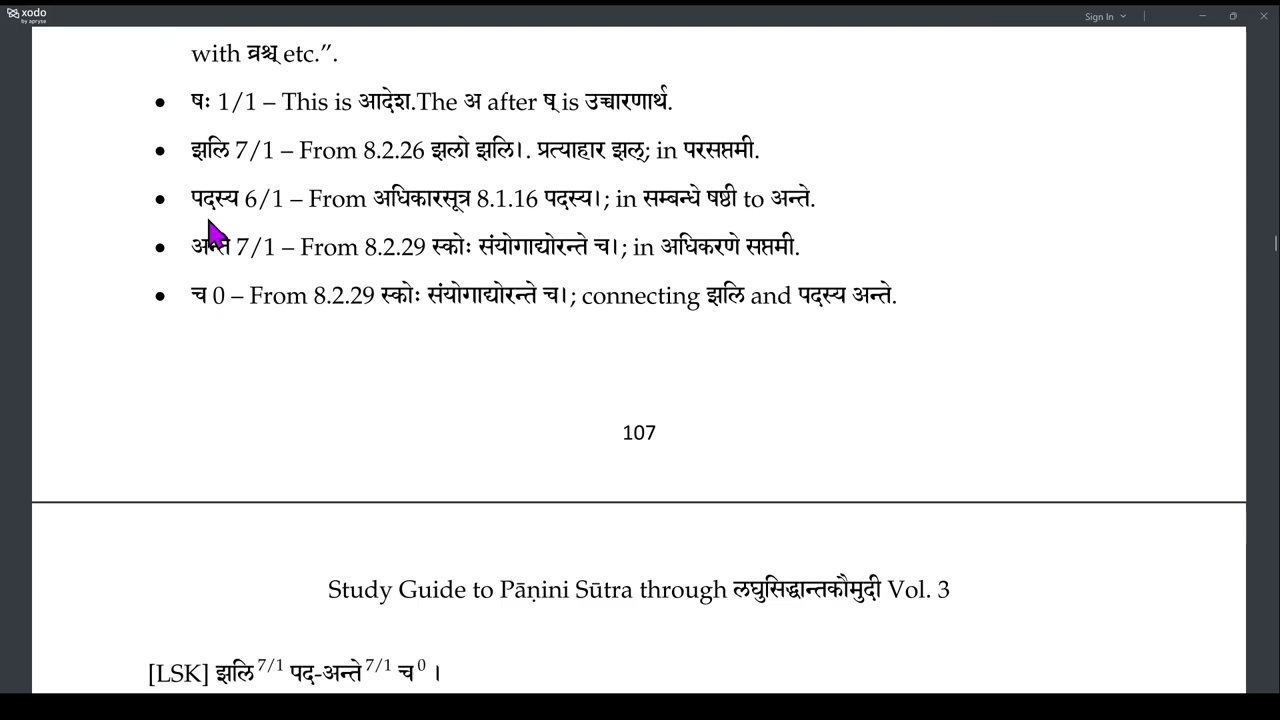 xodo
by apryse
Sign In
with व्रश्च् etc.”.
• षः 1/1 – This is आदेश.The अ after ष् is उच्चारणार्थ.
• झलि 7/1 – From 8.2.26 झलो झलि।. प्रत्याहार झल्; in परसप्तमी.
• पदस्य 6/1 – From अधिकारसूत्र 8.1.16 पदस्य।; in सम्बन्धे षष्ठी to अन्ते.
• अन्ते 7/1 – From 8.2.29 स्कोः संयोगाद्योरन्ते च।; in अधिकरणे सप्तमी.
• च 0 – From 8.2.29 स्कोः संयोगाद्योरन्ते च।; connecting झलि and पदस्य अन्ते.
107
Study Guide to Pāṇini Sūtra through लघुसिद्धान्तकौमुदी Vol. 3
[LSK] झलि 7/1 पद-अन्ते 7/1 च 0 ।